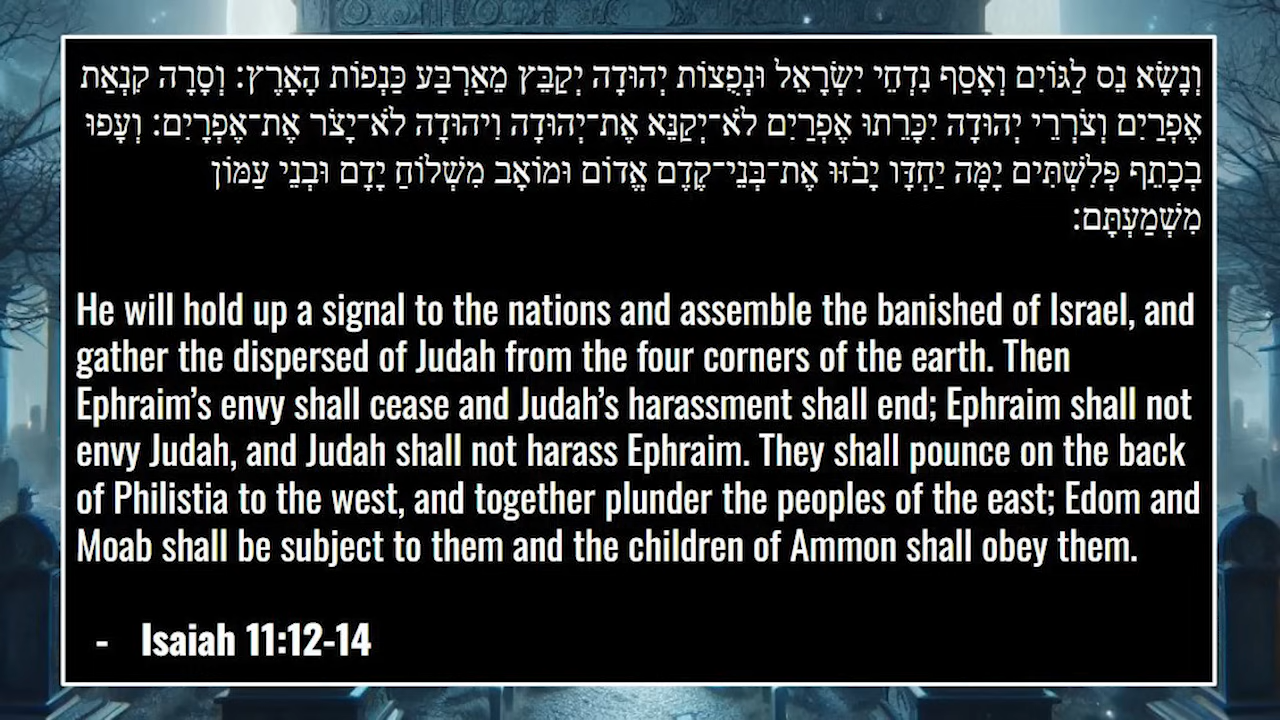 וְנָשָׂא נֵס לַגּוֹיִם וְאָסַף נִדְחֵי יִשְׂרָאֵל וּנְפֻצוֹת יְהוּדָה יְקַבֵּץ מֵאַרְבַּע כַּנְפוֹת הָאָרֶץ׃ וְסָרָה קִנְאַת
אֶפְרַיִם וְצֹרְרֵי יְהוּדָה יִכָּרֵתוּ אֶפְרַיִם לֹא־יְקַנֵּא אֶת־יְהוּדָה וִיהוּדָה לֹא־יָצֹר אֶת־אֶפְרָיִם׃ וְעָפוּ
בְכָתֵף פְּלִשְׁתִּים יָמָּה יַחְדָּו יָבֹזּוּ אֶת־בְּנֵי־קֶדֶם אֱדוֹם וּמוֹאָב מִשְׁלוֹחַ יָדָם וּבְנֵי עַמּוֹן
מִשְׁמַעְתָּם׃
He will hold up a signal to the nations and assemble the banished of Israel, and
gather the dispersed of Judah from the four corners of the earth. Then
Ephraim’s envy shall cease and Judah’s harassment shall end; Ephraim shall not
envy Judah, and Judah shall not harass Ephraim. They shall pounce on the back
of Philistia to the west, and together plunder the peoples of the east; Edom and
Moab shall be subject to them and the children of Ammon shall obey them.
- Isaiah 11:12-14